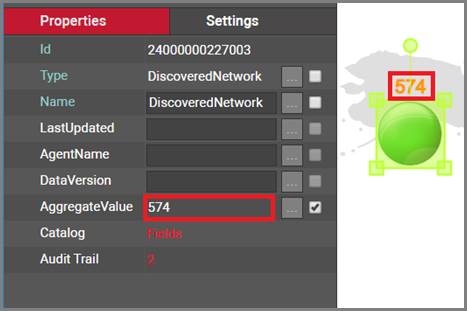 Properties Settings
Id 24000000227003
Type DiscoveredNetwork ...
Name DiscoveredNetwork ...
LastUpdated ...
AgentName ...
DataVersion ...
AggregateValue 574 ...
Catalog Fields
Audit Trail 2
574